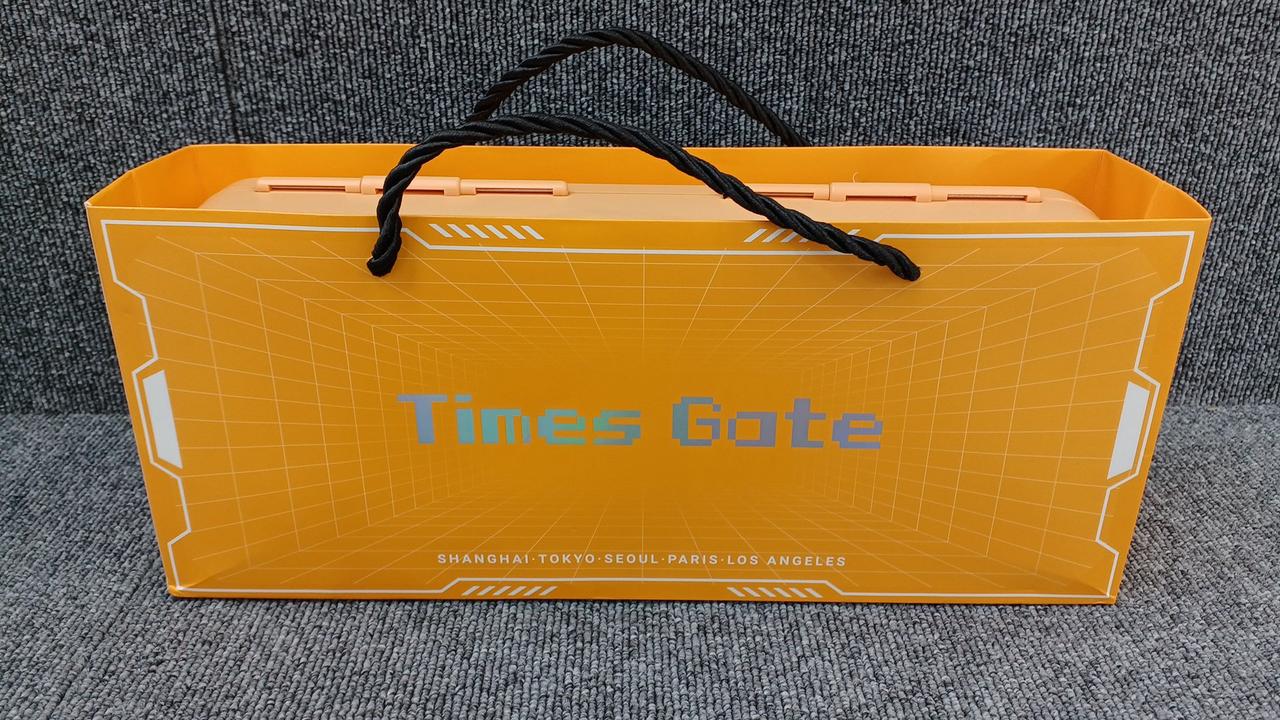 Times Gate
SHANGHAI·TOKYO·SEOUL·PARIS·LOS ANGELES